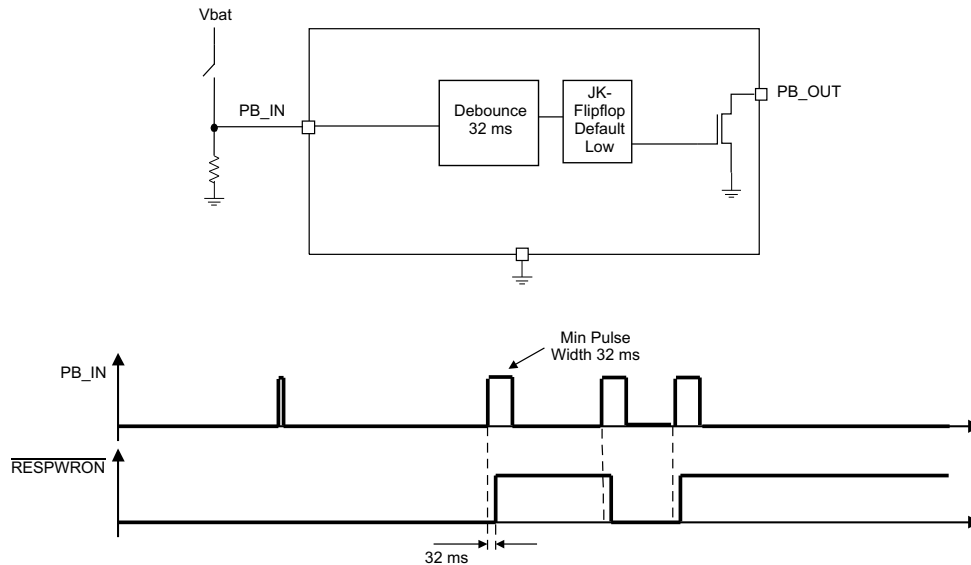 Vbat
PB_IN
Debounce
32 ms
JK-
Flipflop
Default
Low
PB_OUT
Min Pulse
Width 32 ms
PB_IN
RESPWRON
32 ms